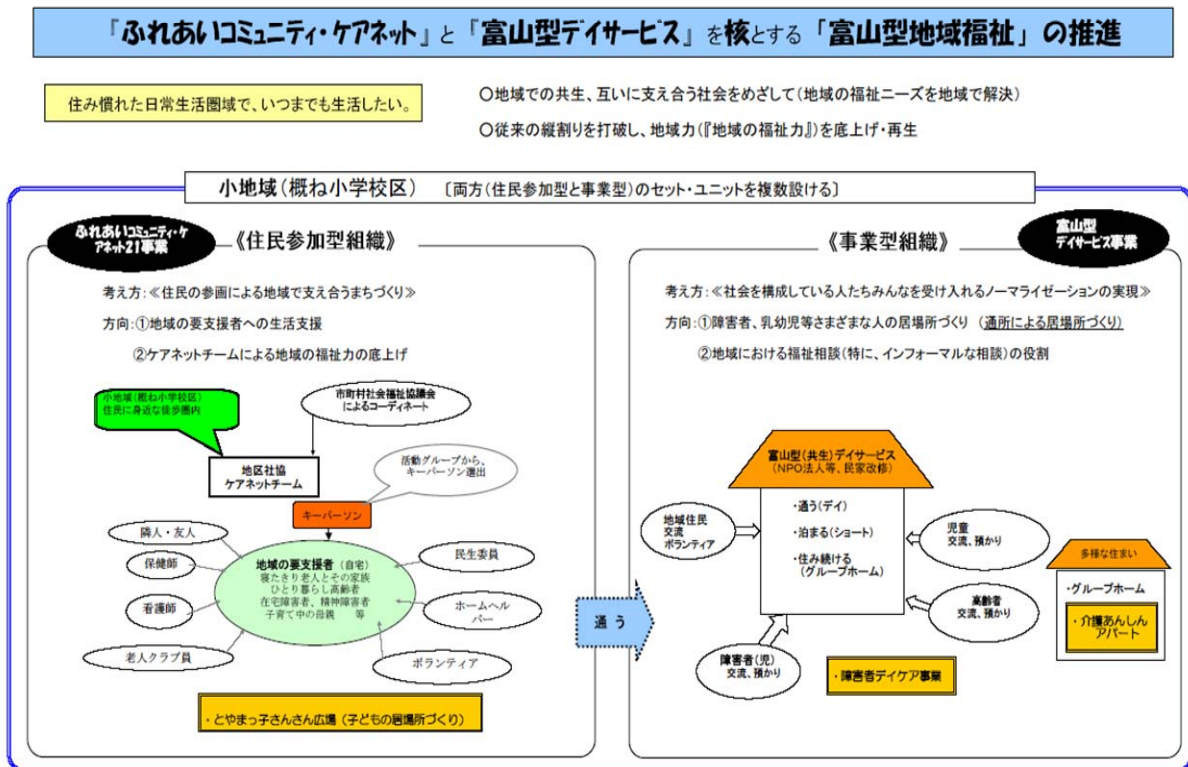 『ふれあいコミュニティ・ケアネット』と『富山型デイサービス』を核とする「富山型地域福祉」の推進
住み慣れた日常生活圏域で、いつまでも生活したい。
○地域での共生、互いに支え合う社会をめざして(地域の福祉ニーズを地域で解決)
○従来の縦割りを打破し、地域力(『地域の福祉力』)を底上げ・再生
小地域(概ね小学校区) 〔両方(住民参加型と事業型)のセット・ユニットを複数設ける〕
ふれあいコミュニティ・ケ
アネット21事業
《住民参加型組織》
考え方:≪住民の参画による地域で支え合うまちづくり≫
方向:①地域の要支援者への生活支援
②ケアネットチームによる地域の福祉力の底上げ
小地域(概ね小学校区)
住民に身近な徒歩圏内
市町村社会福祉協議会
によるコーディネート
地区社協
ケアネットチーム
活動グループから、
キーパーソン選出
キーパーソン
隣人・友人
保健師
看護師
老人クラブ員
地域の要支援者(自宅)
寝たきり老人とその家族
ひとり暮らし高齢者
在宅障害者、精神障害者
子育て中の母親 等
民生委員
ホームヘル
パー
ボランティア
・とやまっ子さんさん広場(子どもの居場所づくり)
通う
《事業型組織》
富山型
デイサービス事業
考え方:≪社会を構成している人たちみんなを受け入れるノーマライゼーションの実現≫
方向:①障害者、乳幼児等さまざまな人の居場所づくり (通所による居場所づくり)
②地域における福祉相談(特に、インフォーマルな相談)の役割
富山型(共生)デイサービス
(NPO法人等、民家改修)
・通う(デイ)
・泊まる(ショート)
・住み続ける
(グループホーム)
地域住民
交流
ボランティア
児童
交流、預かり
高齢者
交流、預かり
障害者(児)
交流、預かり
・障害者デイケア事業
多様な住まい
・グループホーム
・介護あんしん
アパート